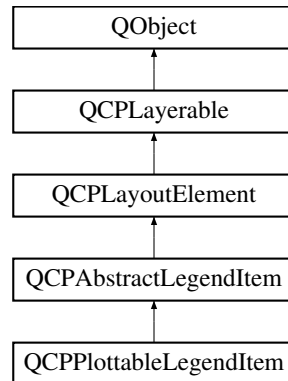 QObject
QCPLayerable
QCPLayoutElement
QCPAbstractLegendItem
QCPPlottableLegendItem